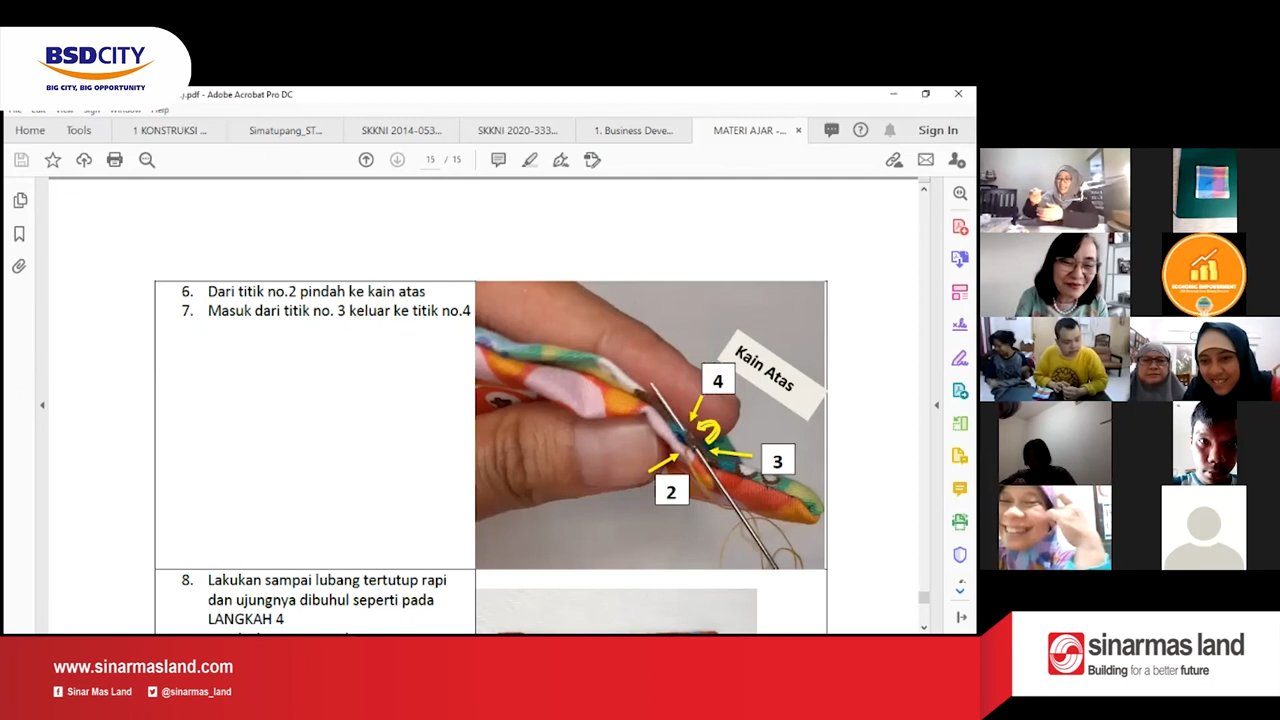 BSDCITY
BIG CITY, BIG OPPORTUNITY
.pdf - Adobe Acrobat Pro DC
Window Help
Home Tools 1 KONSTRUKSI ... Simatupang_ST... SKKNI 2014-053... SKKNI 2020-333... 1. Business Deve... MATERI AJAR -... × Sign In
15 / 15
6. Dari titik no.2 pindah ke kain atas
7. Masuk dari titik no. 3 keluar ke titik no.4
Kain Atas
4
3
2
8. Lakukan sampai lubang tertutup rapi
dan ujungnya dibuhul seperti pada
LANGKAH 4
ECONOMIC EMPOWERMENT
www.sinarmasland.com
Sinar Mas Land @sinarmas_land
sinarmas land
Building for a better future